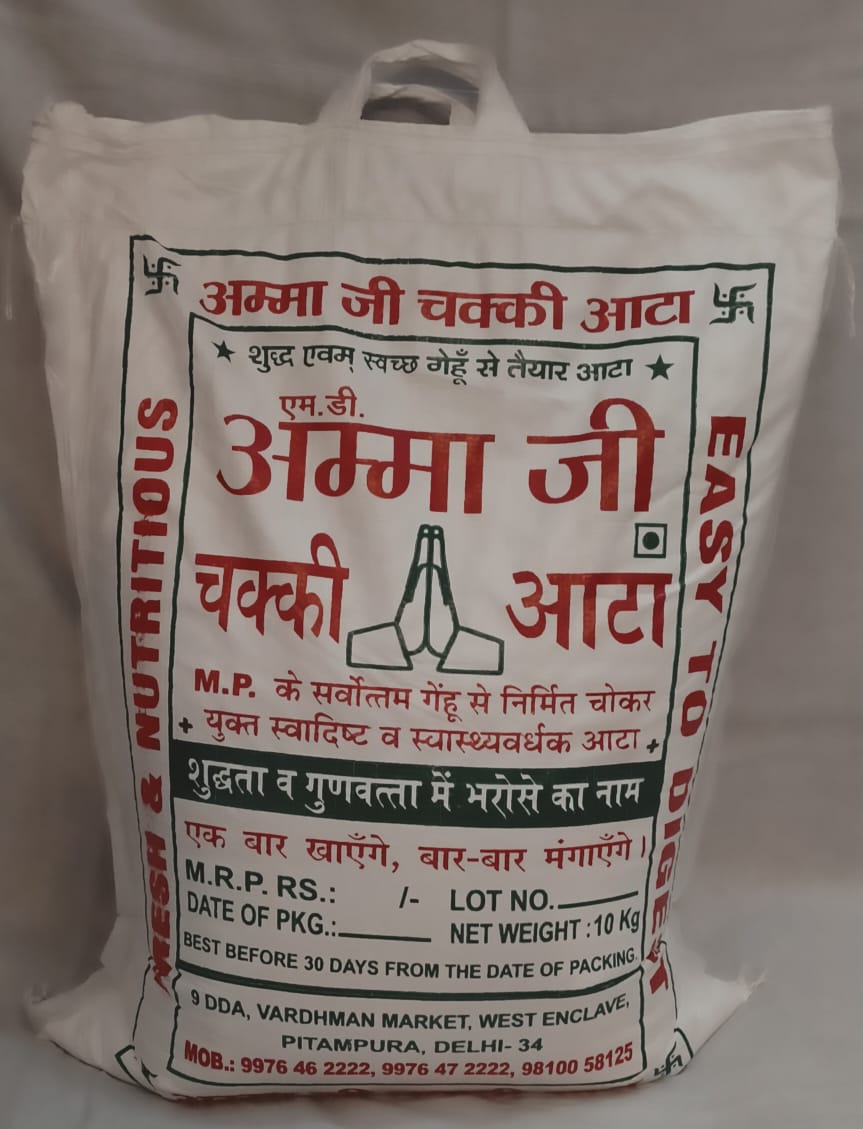 अम्मा जी चक्की आटा
शुद्ध एवम् स्वच्छ गेहूँ से तैयार आटा
एम.डी.
अम्मा जी
चक्की आटा
M.P. के सर्वोत्तम गेंहू से निर्मित चोकर
युक्त स्वादिष्ट व स्वास्थ्यवर्धक आटा
शुद्धता व गुणवत्ता में भरोसे का नाम
एक बार खाएँगे, बार-बार मंगाएँगे।
M.R.P. RS.: /- LOT NO.
DATE OF PKG.: NET WEIGHT : 10 Kg
BEST BEFORE 30 DAYS FROM THE DATE OF PACKING.
9 DDA, VARDHMAN MARKET, WEST ENCLAVE,
PITAMPURA, DELHI- 34
MOB.: 9976 46 2222, 9976 47 2222, 98100 58125
FRESH & NUTRITIOUS
EASY TO DIGEST